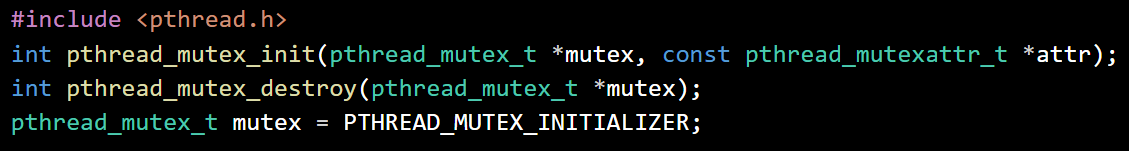 #include <pthread.h>
int pthread_mutex_init(pthread_mutex_t *mutex, const pthread_mutexattr_t *attr);
int pthread_mutex_destroy(pthread_mutex_t *mutex);
pthread_mutex_t mutex = PTHREAD_MUTEX_INITIALIZER;